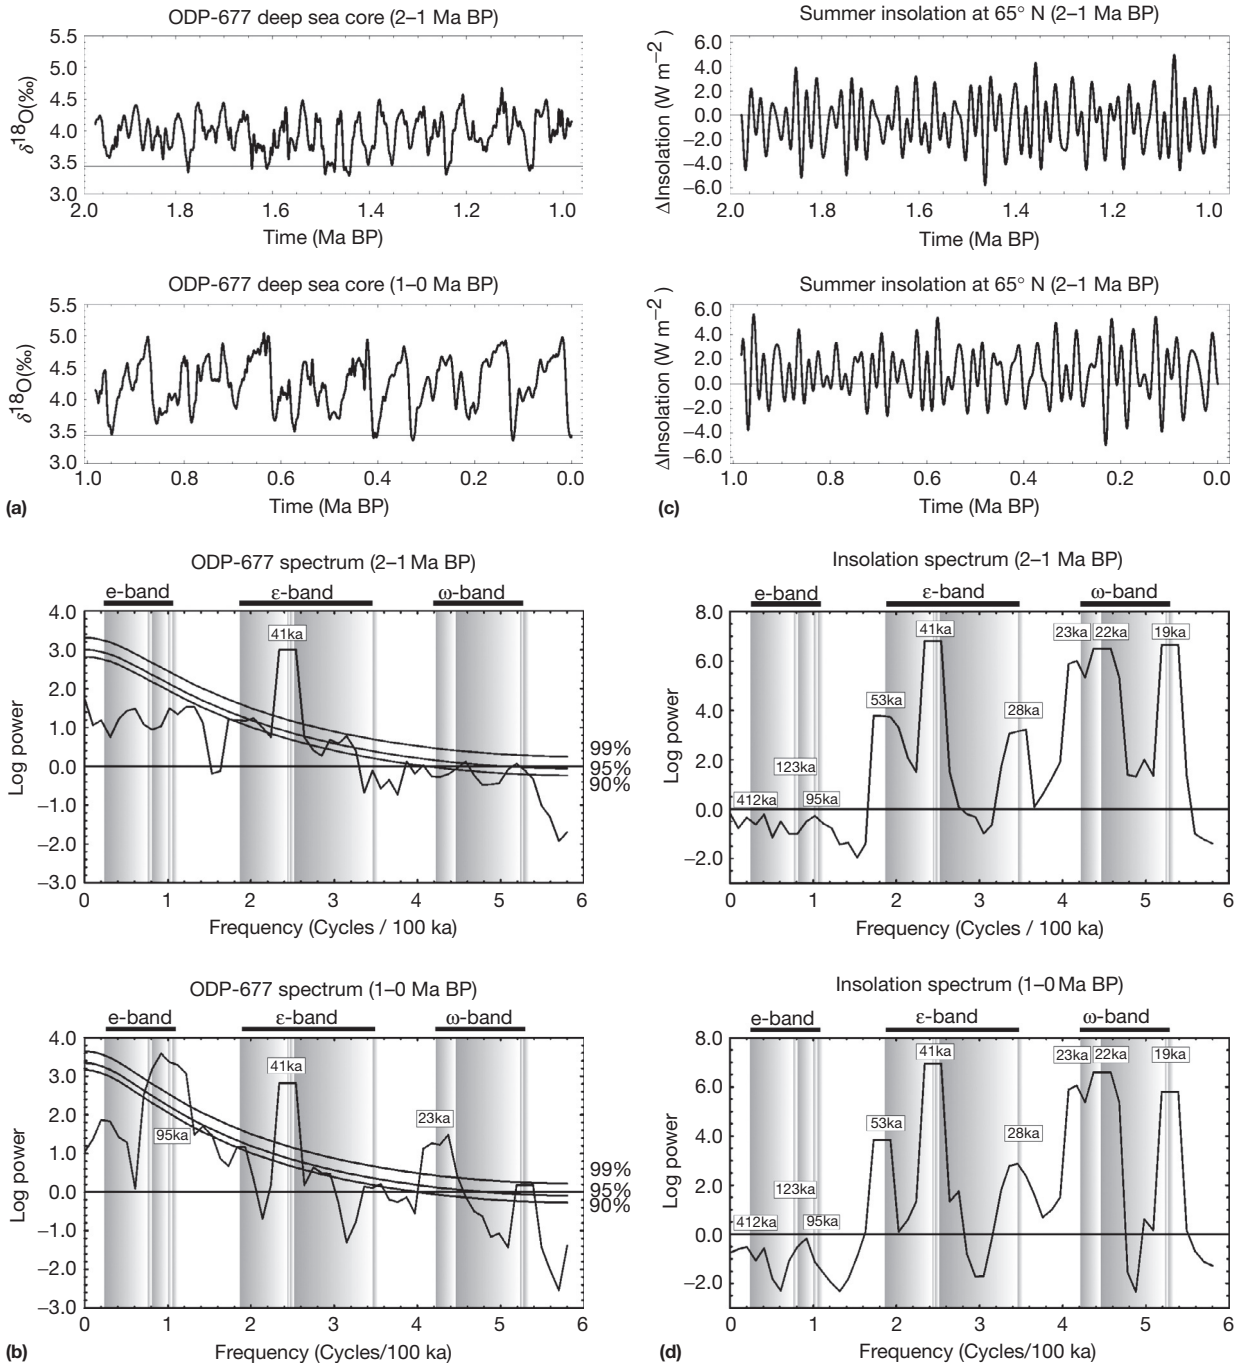 ODP-677 deep sea core (2–1 Ma BP)
5.5
5.0
4.5
4.0
3.5
3.0
δ18O(‰)
2.0 1.8 1.6 1.4 1.2 1.0
Time (Ma BP)
ODP-677 deep sea core (1–0 Ma BP)
5.5
5.0
4.5
4.0
3.5
3.0
δ18O(‰)
1.0 0.8 0.6 0.4 0.2 0.0
Time (Ma BP)
(a)
Summer insolation at 65° N (2–1 Ma BP)
6.0
4.0
2.0
0.0
−2.0
−4.0
−6.0
ΔInsolation (W m−2)
2.0 1.8 1.6 1.4 1.2 1.0
Time (Ma BP)
Summer insolation at 65° N (2–1 Ma BP)
6.0
4.0
2.0
0.0
−2.0
−4.0
−6.0
ΔInsolation (W m−2)
1.0 0.8 0.6 0.4 0.2 0.0
Time (Ma BP)
(c)
ODP-677 spectrum (2–1 Ma BP)
e-band ε-band ω-band
4.0
3.0
2.0
1.0
0.0
−1.0
−3.0
Log power
41ka
99%
95%
90%
0 1 2 3 4 5 6
Frequency (Cycles / 100 ka)
ODP-677 spectrum (1–0 Ma BP)
e-band ε-band ω-band
4.0
3.0
2.0
1.0
0.0
−1.0
−2.0
−3.0
Log power
95ka
41ka
23ka
99%
95%
90%
0 1 2 3 4 5 6
Frequency (Cycles/100 ka)
(b)
Insolation spectrum (2–1 Ma BP)
e-band ε-band ω-band
8.0
6.0
4.0
2.0
0.0
−2.0
Log power
41ka 23ka 22ka 19ka
53ka 28ka
123ka
412ka 95ka
0 1 2 3 4 5 6
Frequency (Cycles / 100 ka)
Insolation spectrum (1–0 Ma BP)
e-band ε-band ω-band
8.0
6.0
4.0
2.0
0.0
−2.0
Log power
41ka 23ka 22ka 19ka
53ka 28ka
123ka
412ka 95ka
0 1 2 3 4 5 6
Frequency (Cycles/100 ka)
(d)